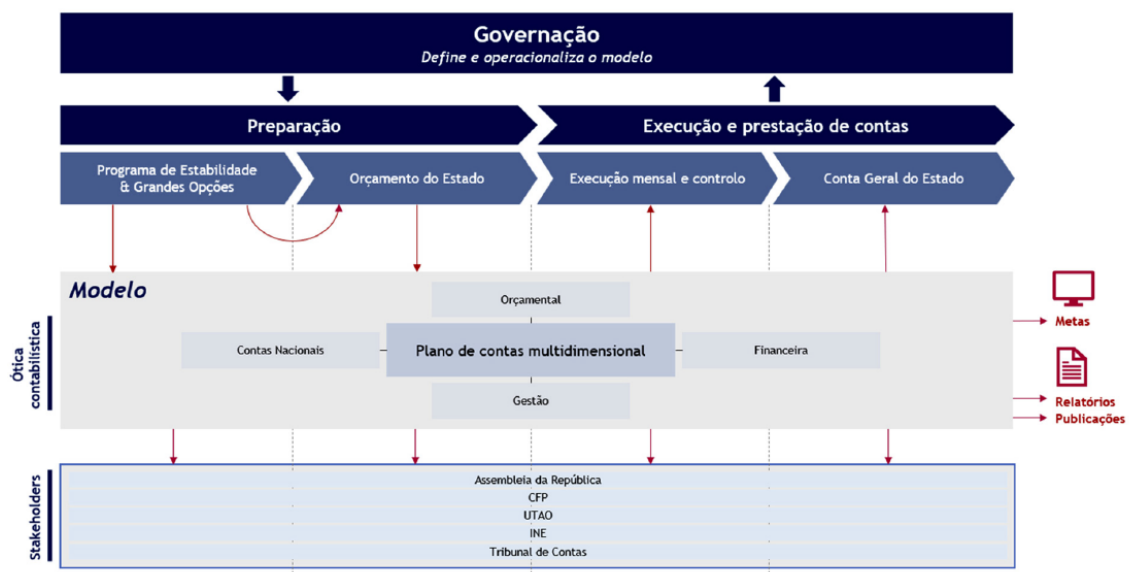 Governação
Define e operacionaliza o modelo
Preparação
Execução e prestação de contas
Programa de Estabilidade
& Grandes Opções
Orçamento do Estado
Execução mensal e controlo
Conta Geral do Estado
Modelo
Ótica
contabilística
Orçamental
Contas Nacionais
Plano de contas multidimensional
Financeira
Gestão
Metas
Relatórios
Publicações
Stakeholders
Assembleia da República
CFP
UTAO
INE
Tribunal de Contas